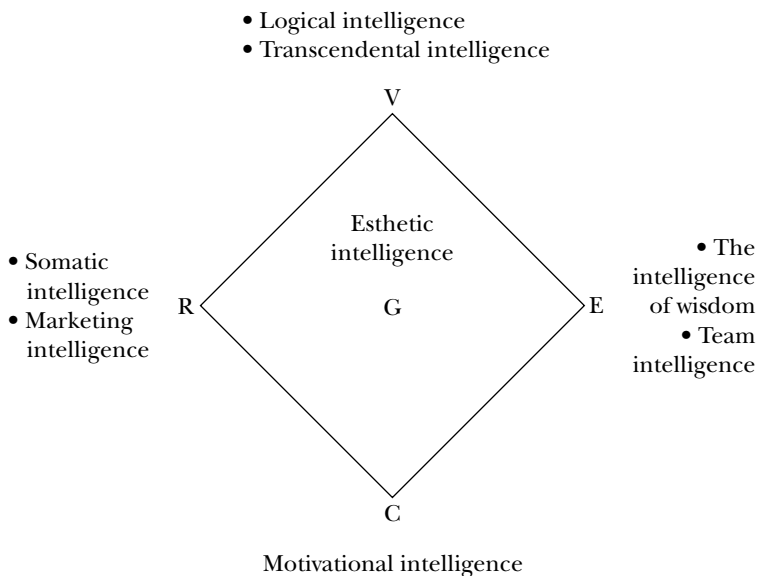 • Logical intelligence
• Transcendental intelligence
V
Esthetic
intelligence
• Somatic
intelligence
• Marketing
intelligence
R
G
E
• The
intelligence
of wisdom
• Team
intelligence
C
Motivational intelligence